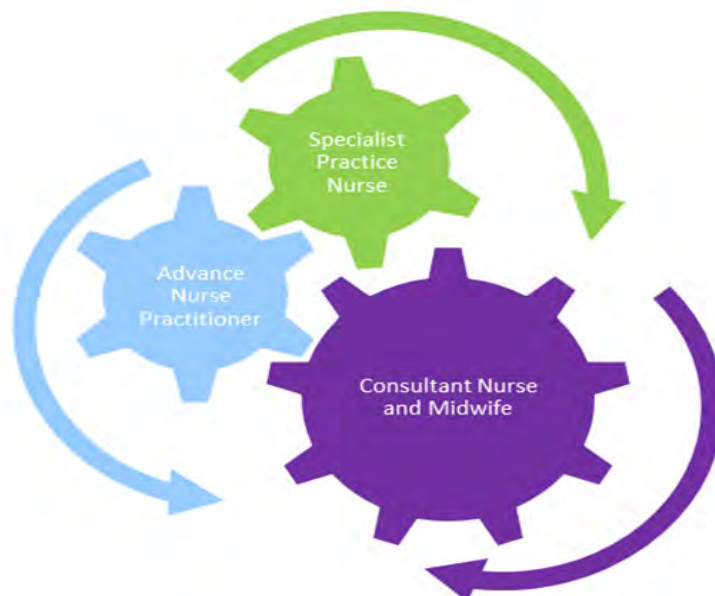 Specialist
Practice
Nurse
Advance
Nurse
Practitioner
Consultant Nurse
and Midwife